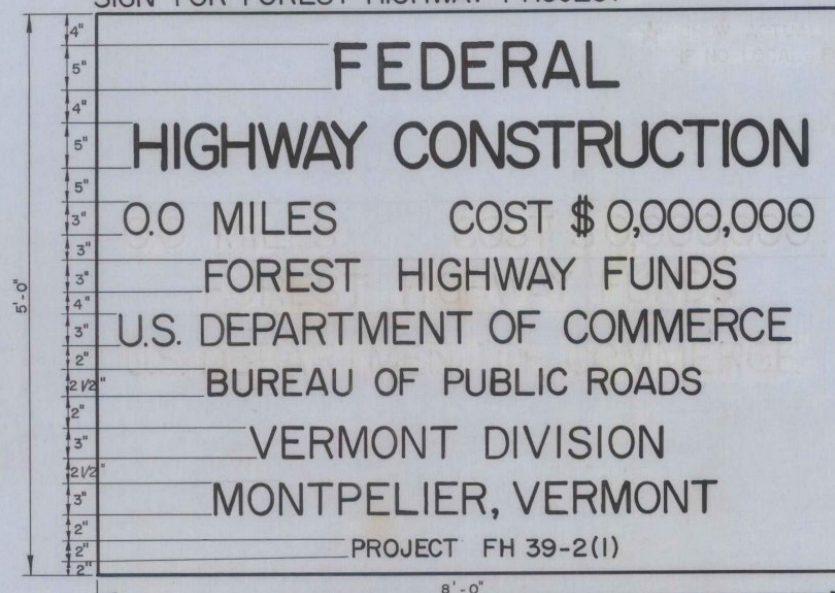 SIGN FOR FOREST HIGHWAY PROJECT
4"
5" FEDERAL
4"
5" HIGHWAY CONSTRUCTION
5"
3" 0.0 MILES COST $ 0,000,000
3"
3" FOREST HIGHWAY FUNDS
4"
3" U.S. DEPARTMENT OF COMMERCE
2"
2 1/2" BUREAU OF PUBLIC ROADS
2"
3" VERMONT DIVISION
2 1/2"
3" MONTPELIER, VERMONT
2"
2" PROJECT FH 39-2(1)
2"
5'-0"
8'-0"